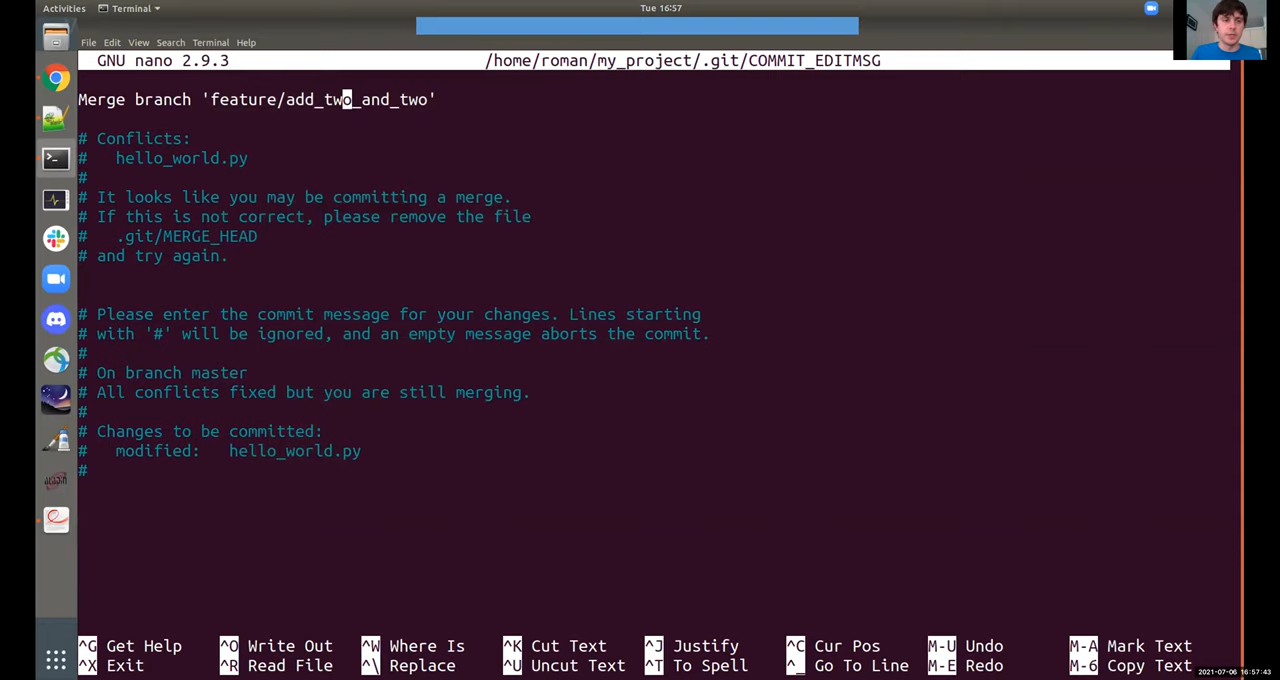 Activities Terminal Tue 16:57
File Edit View Search Terminal Help
GNU nano 2.9.3 /home/roman/my_project/.git/COMMIT_EDITMSG
Merge branch 'feature/add_two_and_two'
# Conflicts:
#   hello_world.py
#
# It looks like you may be committing a merge.
# If this is not correct, please remove the file
#   .git/MERGE_HEAD
# and try again.
# Please enter the commit message for your changes. Lines starting
# with '#' will be ignored, and an empty message aborts the commit.
#
# On branch master
# All conflicts fixed but you are still merging.
#
# Changes to be committed:
#   modified:   hello_world.py
#
^G Get Help ^O Write Out ^W Where Is ^K Cut Text ^J Justify ^C Cur Pos M-U Undo M-A Mark Text
^X Exit ^R Read File ^\ Replace ^U Uncut Text ^T To Spell ^_ Go To Line M-E Redo M-6 Copy Text
2021-07-06 16:57:43